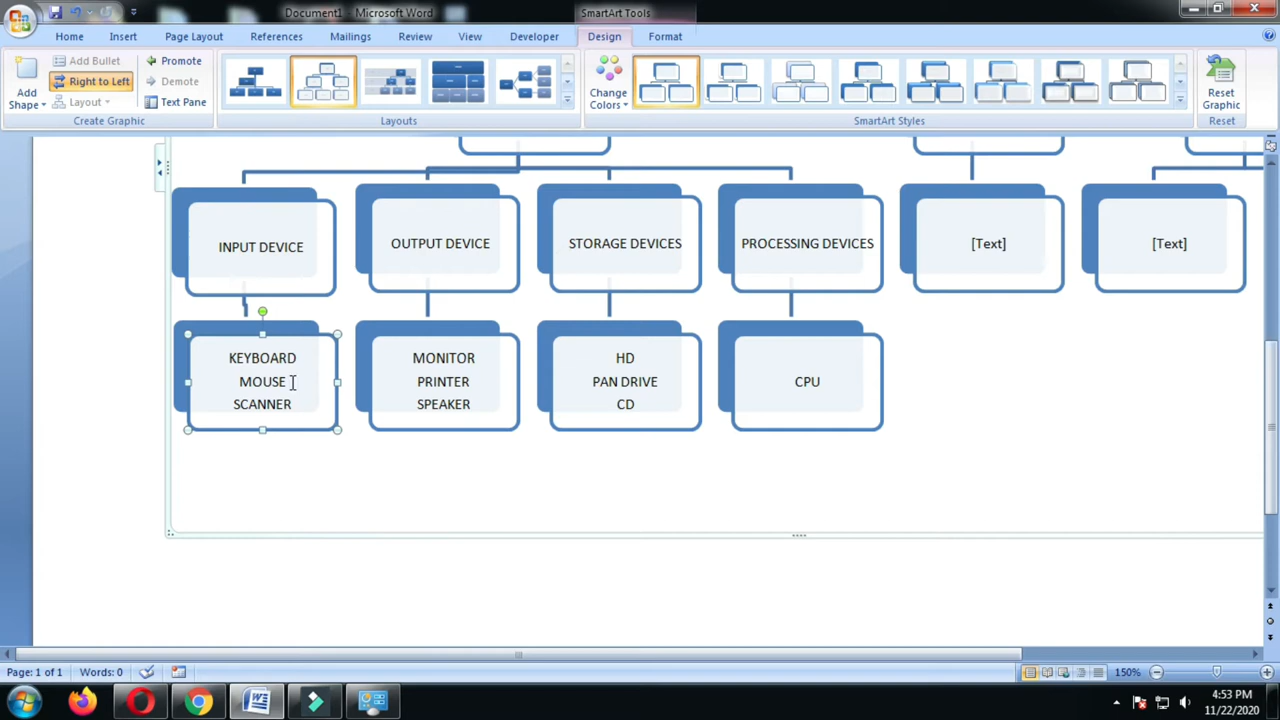 Document1 - Microsoft Word
SmartArt Tools
Home Insert Page Layout References Mailings Review View Developer Design Format
Add Shape
Add Bullet
Right to Left
Layout
Promote
Demote
Text Pane
Create Graphic
Layouts
Change Colors
SmartArt Styles
Reset Graphic
Reset
INPUT DEVICE
OUTPUT DEVICE
STORAGE DEVICES
PROCESSING DEVICES
[Text]
[Text]
KEYBOARD
MOUSE
SCANNER
MONITOR
PRINTER
SPEAKER
HD
PAN DRIVE
CD
CPU
Page: 1 of 1 Words: 0
150%
4:53 PM
11/22/2020